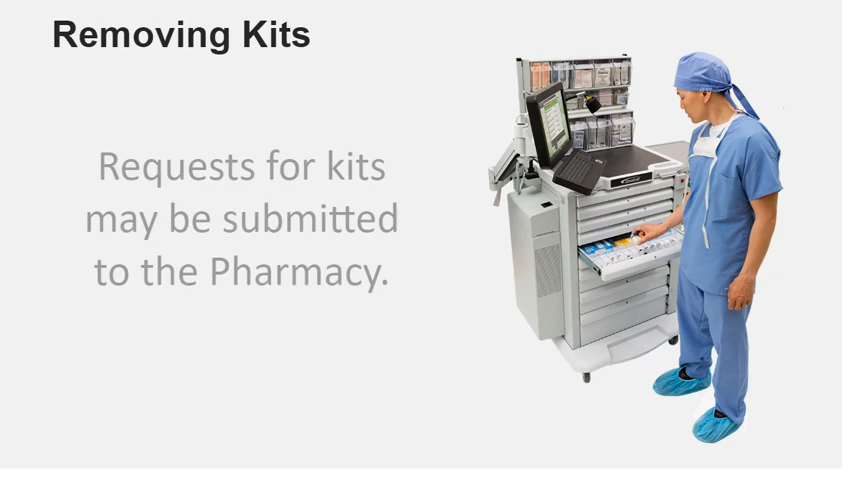 Removing Kits
Requests for kits
may be submitted
to the Pharmacy.